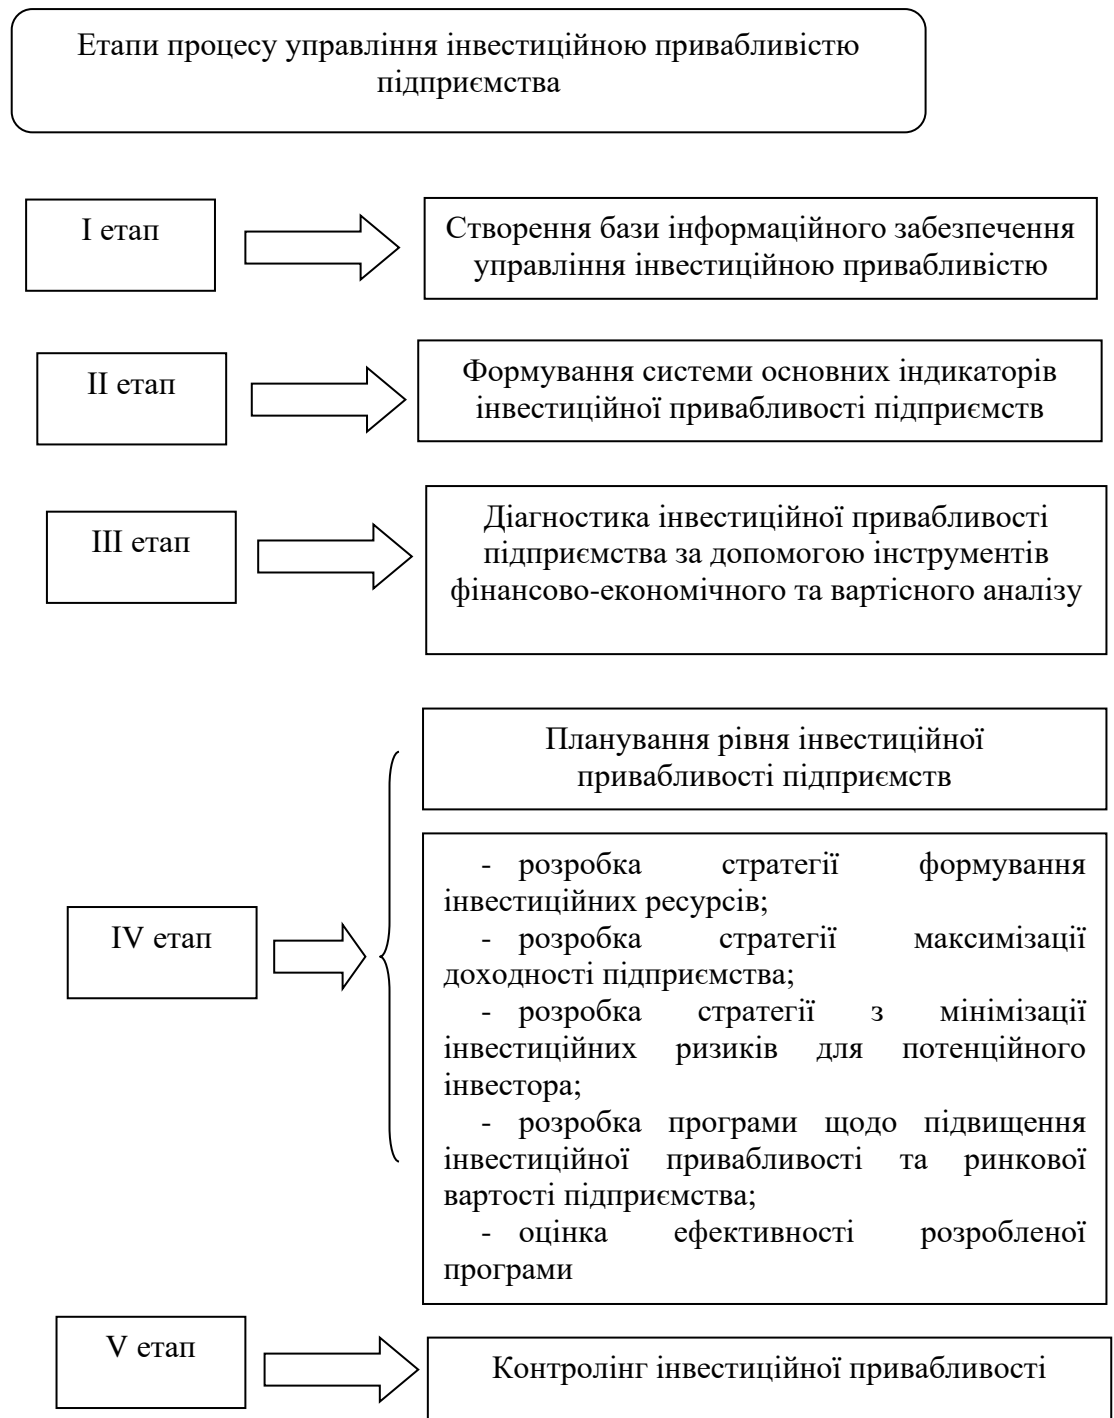 Етапи процесу управління інвестиційною привабливістю
підприємства
І етап
Створення бази інформаційного забезпечення
управління інвестиційною привабливістю
ІІ етап
Формування системи основних індикаторів
інвестиційної привабливості підприємств
ІІІ етап
Діагностика інвестиційної привабливості
підприємства за допомогою інструментів
фінансово-економічного та вартісного аналізу
IV етап
Планування рівня інвестиційної
привабливості підприємств
- розробка стратегії формування
інвестиційних ресурсів;
- розробка стратегії максимізації
доходності підприємства;
- розробка стратегії з мінімізації
інвестиційних ризиків для потенційного
інвестора;
- розробка програми щодо підвищення
інвестиційної привабливості та ринкової
вартості підприємства;
- оцінка ефективності розробленої
програми
V етап
Контролінг інвестиційної привабливості